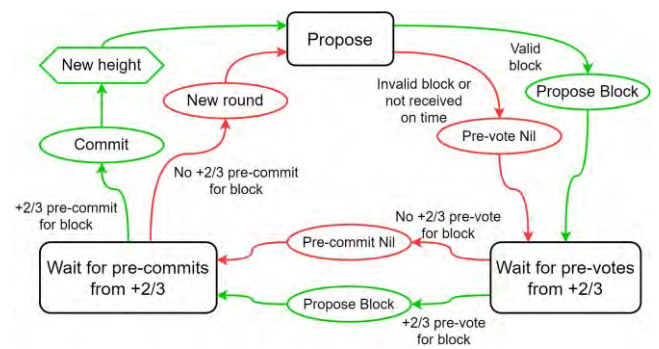 Propose
Valid
block
New height
New round
Invalid block or
not received
on time
Propose Block
Pre-vote Nil
Commit
No +2/3 pre-commit
for block
+2/3 pre-commit
for block
No +2/3 pre-vote
for block
Pre-commit Nil
Wait for pre-commits
from +2/3
Wait for pre-votes
from +2/3
Propose Block
+2/3 pre-vote
for block